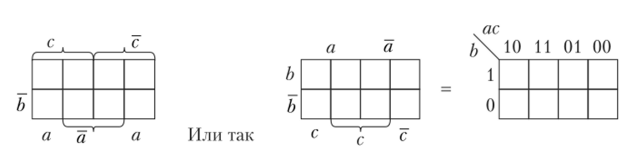 c c̅
b̅
a a̅ a
Или так
a a̅
b
b̅
c c c̅
=
ac
b 10 11 01 00
1
0